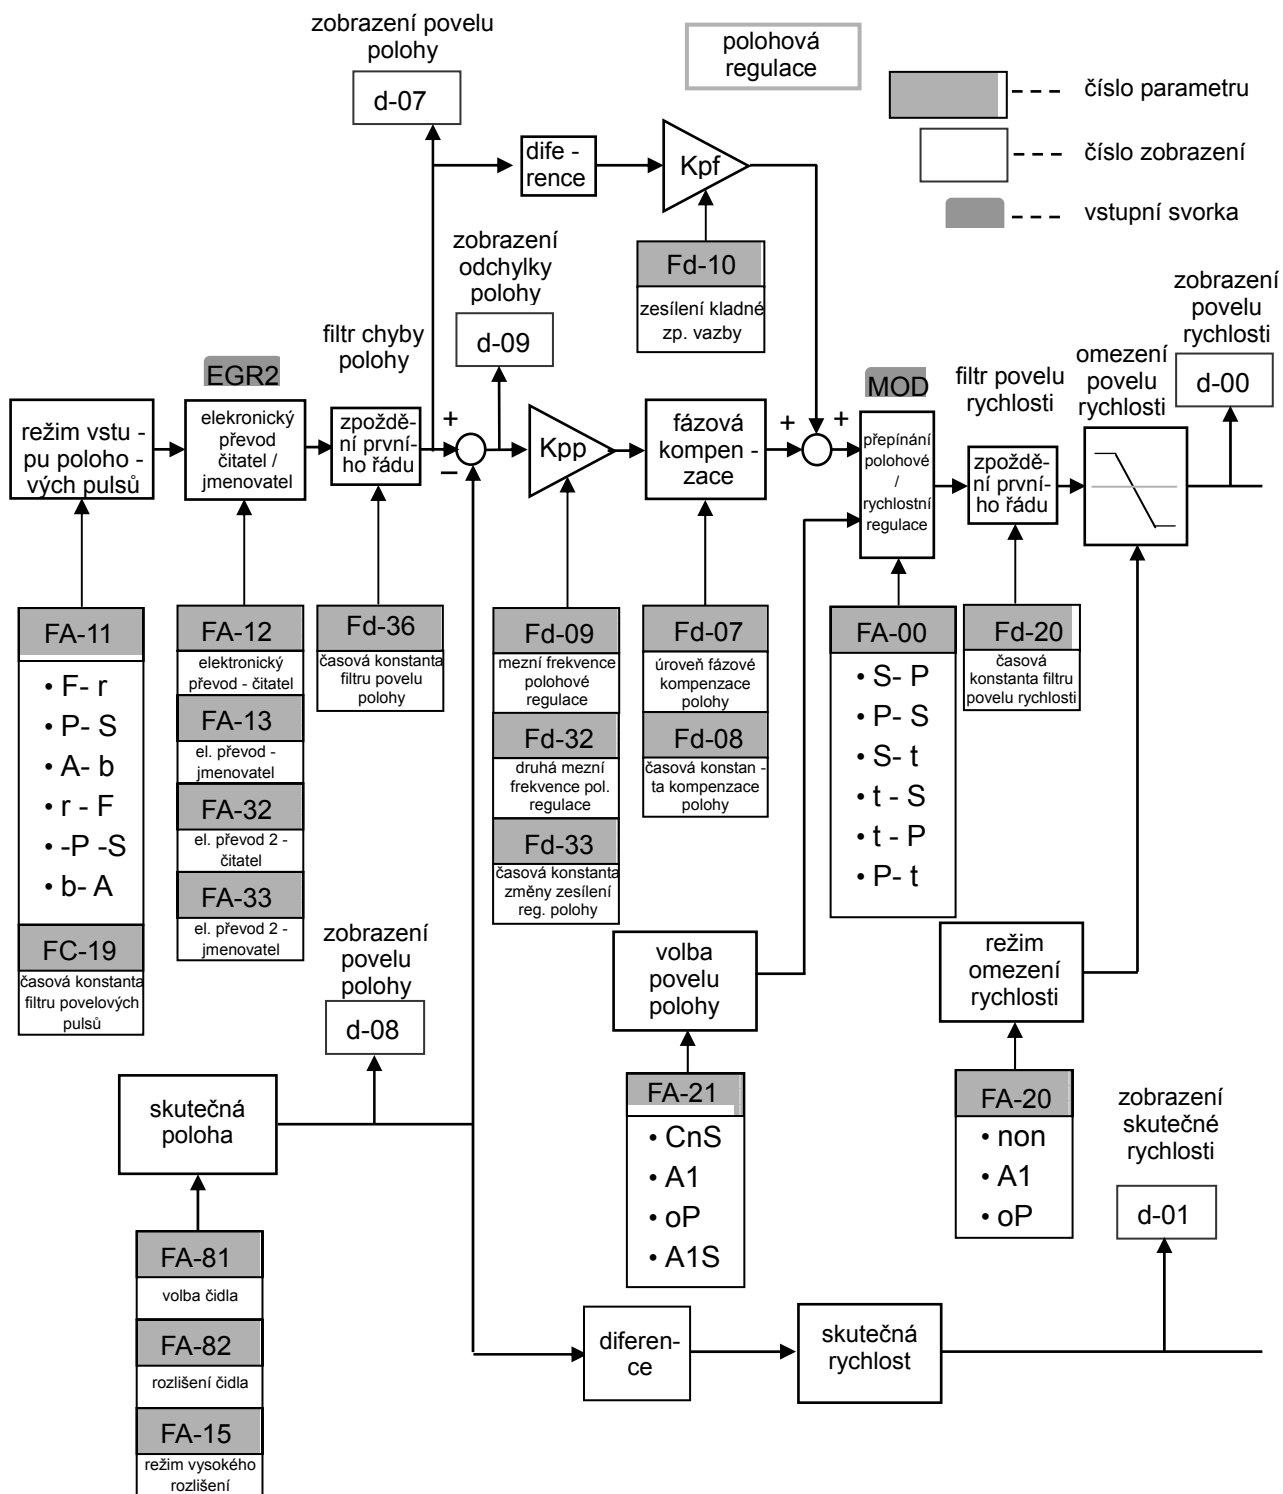 zobrazení povelu
polohy
d-07
polohová
regulace
číslo parametru
číslo zobrazení
vstupní svorka
dife -
rence
Kpf
Fd-10
zesílení kladné
zp. vazby
zobrazení
odchylky
polohy
d-09
filtr chyby
polohy
zobrazení
povelu
rychlosti
d-00
omezení
povelu
rychlosti
filtr povelu
rychlosti
EGR2
MOD
režim vstu -
pu poloho -
vých pulsů
elekronický
převod
čitatel /
jmenovatel
zpoždě-
ní první-
ho řádu
+
−
Kpp
fázová
kompen -
zace
+
+
přepínání
polohové
/
rychlostní
regulace
zpoždě-
ní první-
ho řádu
FA-11
• F- r
• P- S
• A- b
• r - F
• -P -S
• b- A
FC-19
časová konstanta
filtru povelových
pulsů
FA-12
elektronický
převod - čitatel
FA-13
el. převod -
jmenovatel
FA-32
el. převod 2 -
čitatel
FA-33
el. převod 2 -
jmenovatel
Fd-36
časová konstanta
filtru povelu
polohy
Fd-09
mezní frekvence
polohové
regulace
Fd-32
druhá mezní
frekvence pol.
regulace
Fd-33
časová konstanta
změny zesílení
reg. polohy
Fd-07
úroveň fázové
kompenzace
polohy
Fd-08
časová konstan -
ta kompenzace
polohy
FA-00
• S- P
• P- S
• S- t
• t - S
• t - P
• P- t
Fd-20
časová
konstanta filtru
povelu rychlosti
zobrazení
povelu
polohy
d-08
volba
povelu
polohy
režim
omezení
rychlosti
skutečná
poloha
FA-21
• CnS
• A1
• oP
• A1S
FA-20
• non
• A1
• oP
zobrazení
skutečné
rychlosti
d-01
FA-81
volba čidla
FA-82
rozlišení čidla
FA-15
režim vysokého
rozlišení
diferen-
ce
skutečná
rychlost